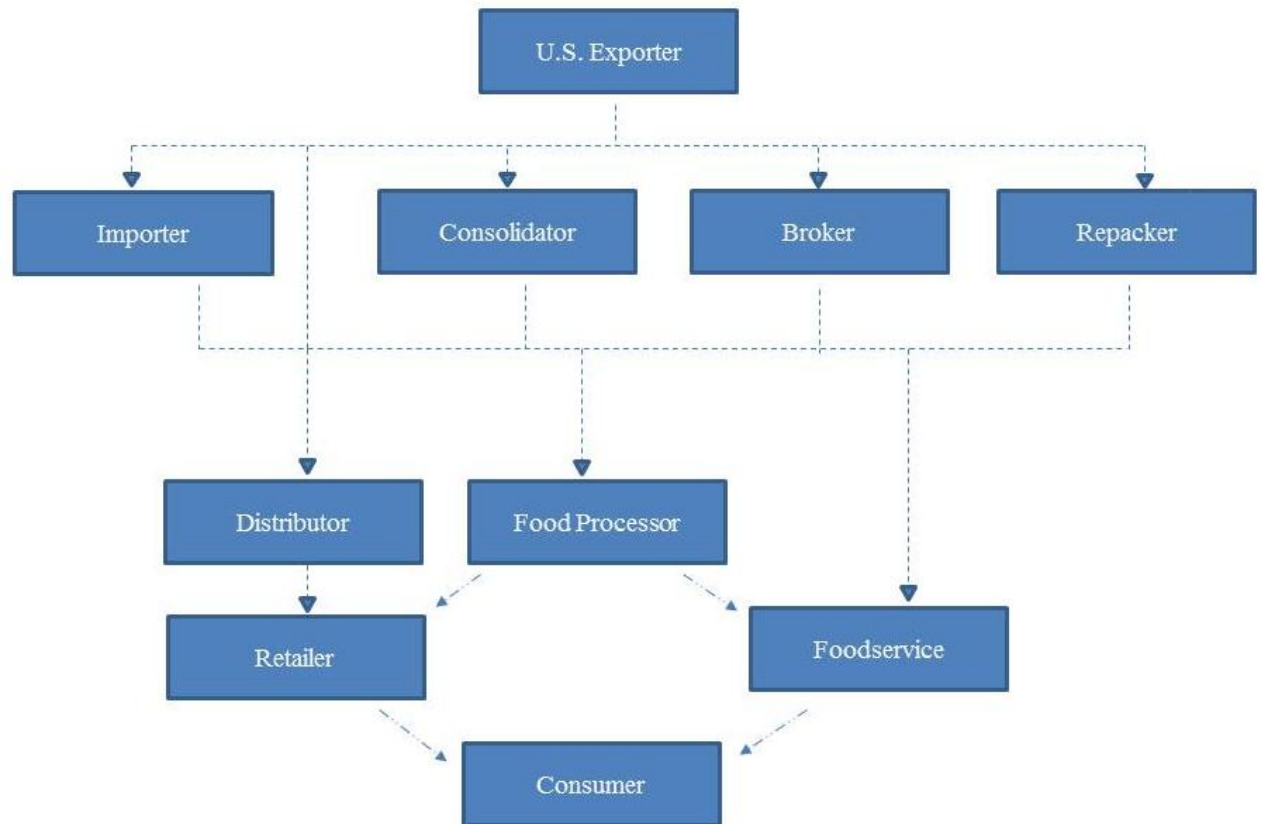 U.S. Exporter
Importer
Consolidator
Broker
Repacker
Distributor
Food Processor
Retailer
Foodservice
Consumer